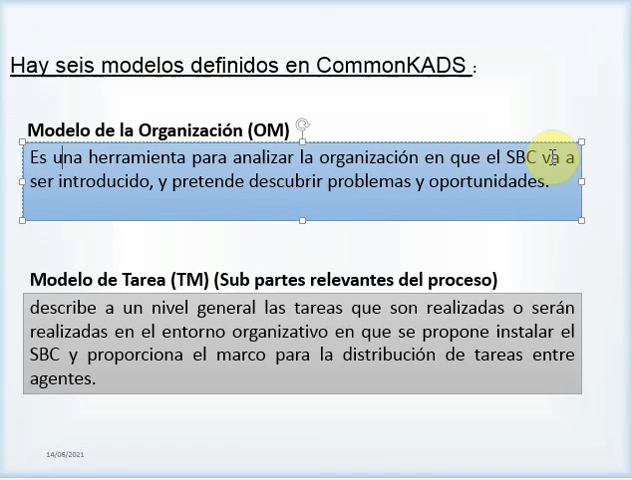 Hay seis modelos definidos en CommonKADS :
Modelo de la Organización (OM)
Es una herramienta para analizar la organización en que el SBC va a
ser introducido, y pretende descubrir problemas y oportunidades.
Modelo de Tarea (TM) (Sub partes relevantes del proceso)
describe a un nivel general las tareas que son realizadas o serán
realizadas en el entorno organizativo en que se propone instalar el
SBC y proporciona el marco para la distribución de tareas entre
agentes.
14/06/2021